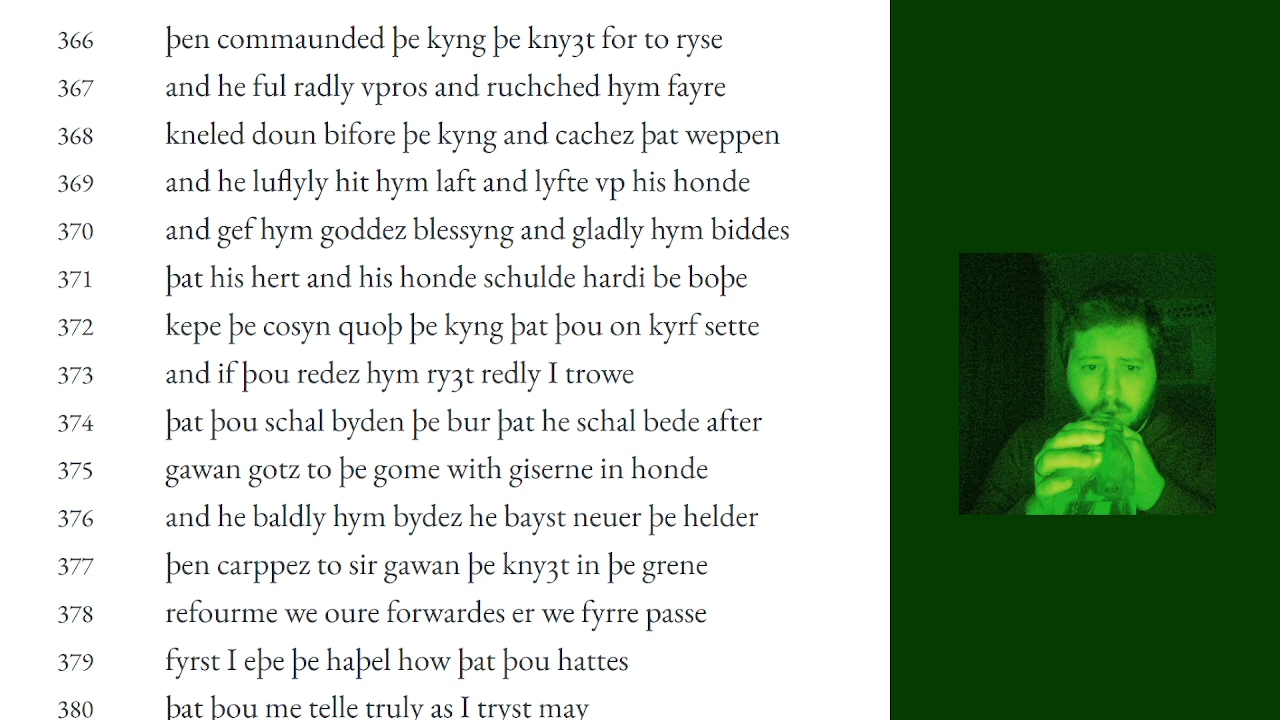 366 þen commaunded þe kyng þe knyȝt for to ryse
367 and he ful radly vpros and ruchched hym fayre
368 kneled doun bifore þe kyng and cachez þat weppen
369 and he luflyly hit hym laft and lyfte vp his honde
370 and gef hym goddez blessyng and gladly hym biddes
371 þat his hert and his honde schulde hardi be boþe
372 kepe þe cosyn quoþ þe kyng þat þou on kyrf sette
373 and if þou redez hym ryȝt redly I trowe
374 þat þou schal byden þe bur þat he schal bede after
375 gawan gotz to þe gome with giserne in honde
376 and he baldly hym bydez he bayst neuer þe helder
377 þen carppez to sir gawan þe knyȝt in þe grene
378 refourme we oure forwardes er we fyrre passe
379 fyrst I eþe þe haþel how þat þou hattes
380 þat þou me telle truly as I tryst may